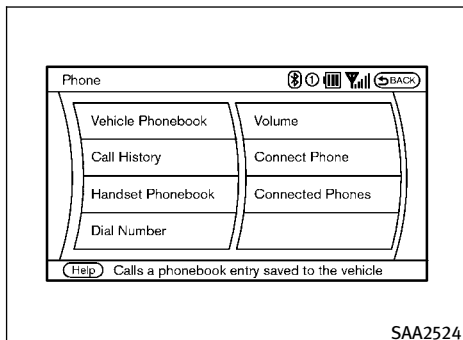 Phone ① BACK
Vehicle Phonebook Volume
Call History Connect Phone
Handset Phonebook Connected Phones
Dial Number
Help Calls a phonebook entry saved to the vehicle
SAA2524